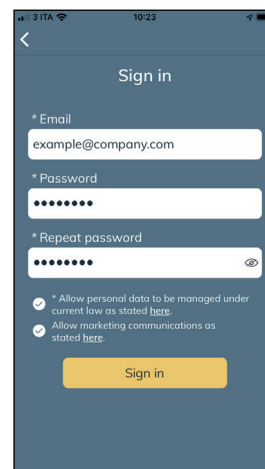 3 ITA 10:23
Sign in
* Email
example@company.com
* Password
••••••••
* Repeat password
••••••••
* Allow personal data to be managed under
current law as stated here.
Allow marketing communications as
stated here.
Sign in